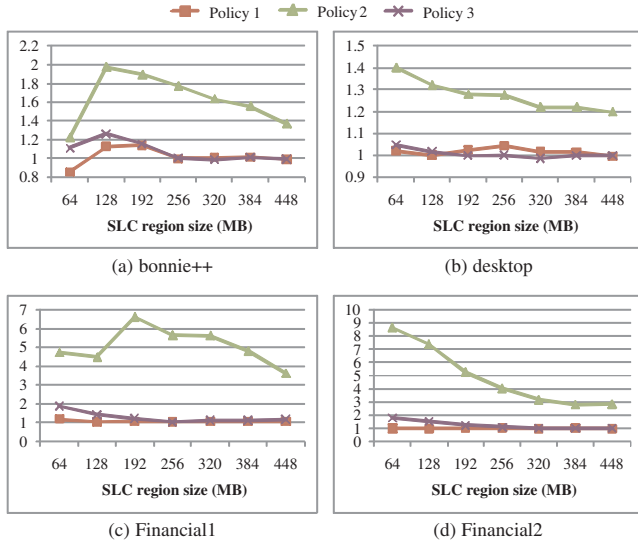 Policy 1 Policy 2 Policy 3
2.2
2
1.8
1.6
1.4
1.2
1
0.8
64 128 192 256 320 384 448
SLC region size (MB)
(a) bonnie++
1.5
1.4
1.3
1.2
1.1
1
0.9
64 128 192 256 320 384 448
SLC region size (MB)
(b) desktop
7
6
5
4
3
2
1
0
64 128 192 256 320 384 448
SLC region size (MB)
(c) Financial1
10
9
8
7
6
5
4
3
2
1
0
64 128 192 256 320 384 448
SLC region size (MB)
(d) Financial2